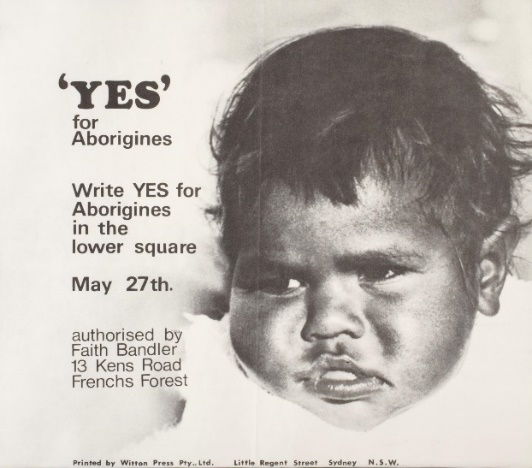 ‘YES’
for
Aborigines
Write YES for
Aborigines
in the
lower square
May 27th.
authorised by
Faith Bandler
13 Kens Road
Frenchs Forest
Printed by Witton Press Pty., Ltd. Little Regent Street Sydney N.S.W.